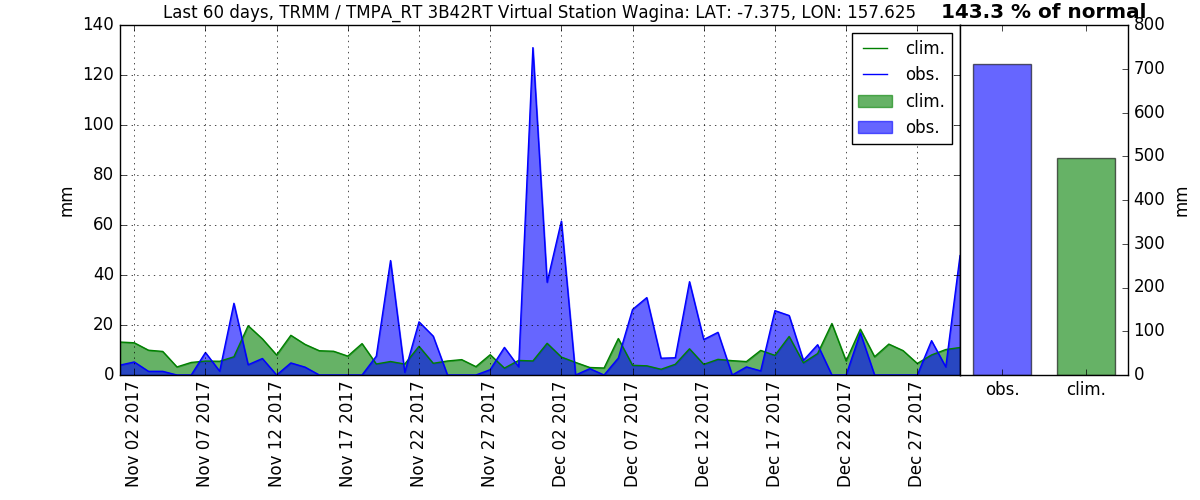 Last 60 days, TRMM / TMPA_RT 3B42RT Virtual Station Wagina: LAT: -7.375, LON: 157.625
143.3 % of normal
140
120
100
80
60
40
20
0
mm
clim.
obs.
clim.
obs.
800
700
600
500
400
300
200
100
0
mm
obs.
clim.
Nov 02 2017
Nov 07 2017
Nov 12 2017
Nov 17 2017
Nov 22 2017
Nov 27 2017
Dec 02 2017
Dec 07 2017
Dec 12 2017
Dec 17 2017
Dec 22 2017
Dec 27 2017